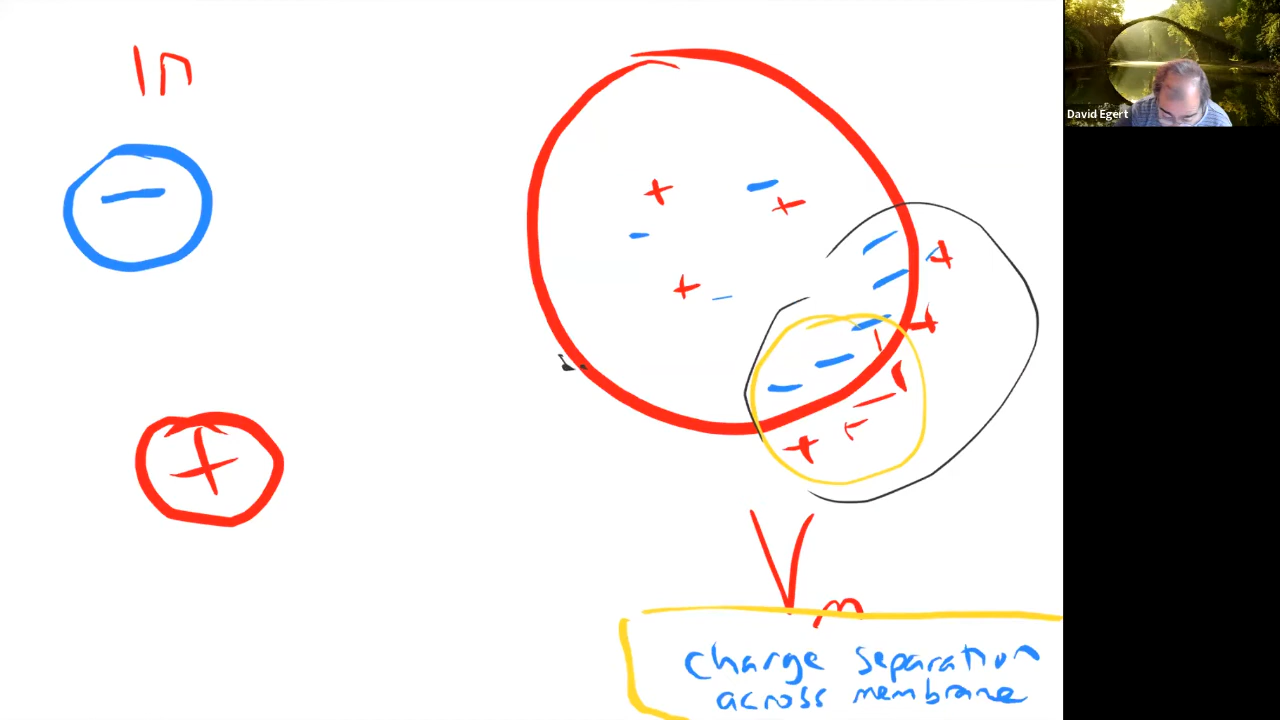 In
David Egert
Vm
charge separation
across membrane